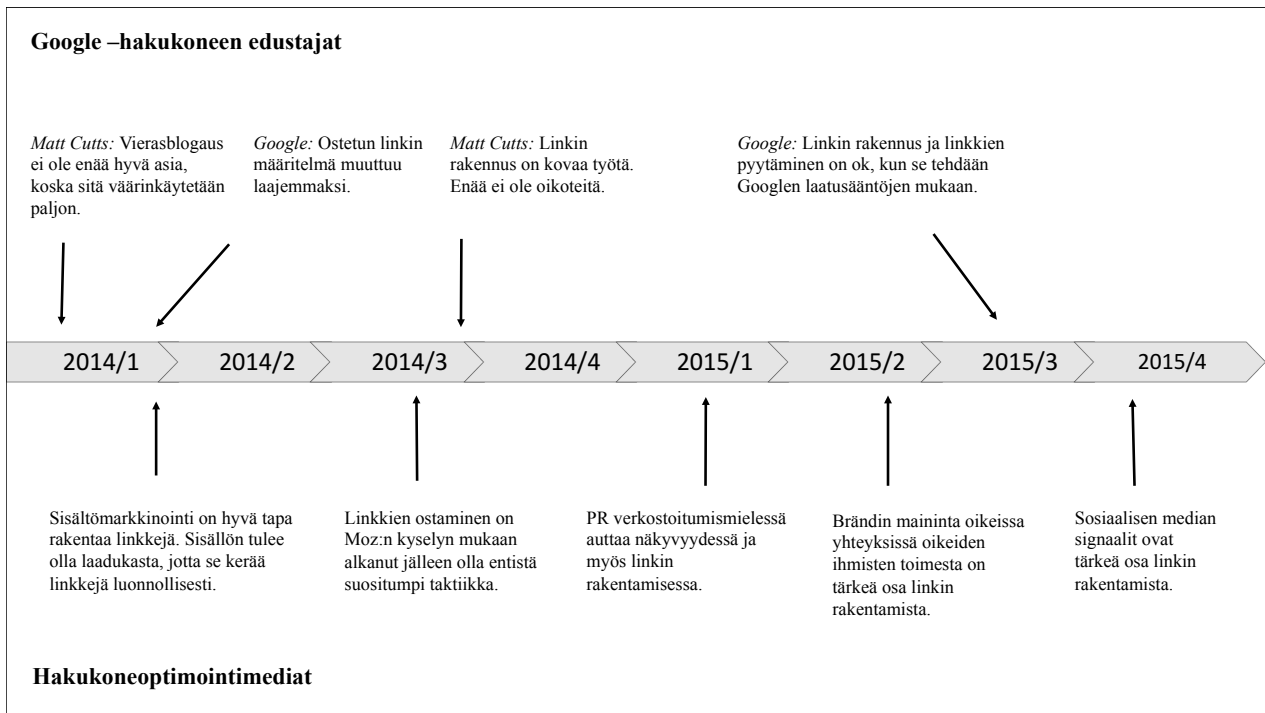 Google –hakukoneen edustajat
Matt Cutts: Vierasblogaus
ei ole enää hyvä asia,
koska sitä väärinkäytetään
paljon.
Google: Ostetun linkin
määritelmä muuttuu
laajemmaksi.
Matt Cutts: Linkin
rakennus on kovaa työtä.
Enää ei ole oikoteitä.
Google: Linkin rakennus ja linkkien
pyytäminen on ok, kun se tehdään
Googlen laatusääntöjen mukaan.
2014/1
2014/2
2014/3
2014/4
2015/1
2015/2
2015/3
2015/4
Sisältömarkkinointi on hyvä tapa
rakentaa linkkejä. Sisällön tulee
olla laadukasta, jotta se kerää
linkkejä luonnollisesti.
Linkkien ostaminen on
Moz:n kyselyn mukaan
alkanut jälleen olla entistä
suositumpi taktiikka.
PR verkostoitumismielessä
auttaa näkyvyydessä ja
myös linkin
rakentamisessa.
Brändin maininta oikeissa
yhteyksissä oikeiden
ihmisten toimesta on
tärkeä osa linkin
rakentamista.
Sosiaalisen median
signaalit ovat
tärkeä osa linkin
rakentamista.
Hakukoneoptimointimediat